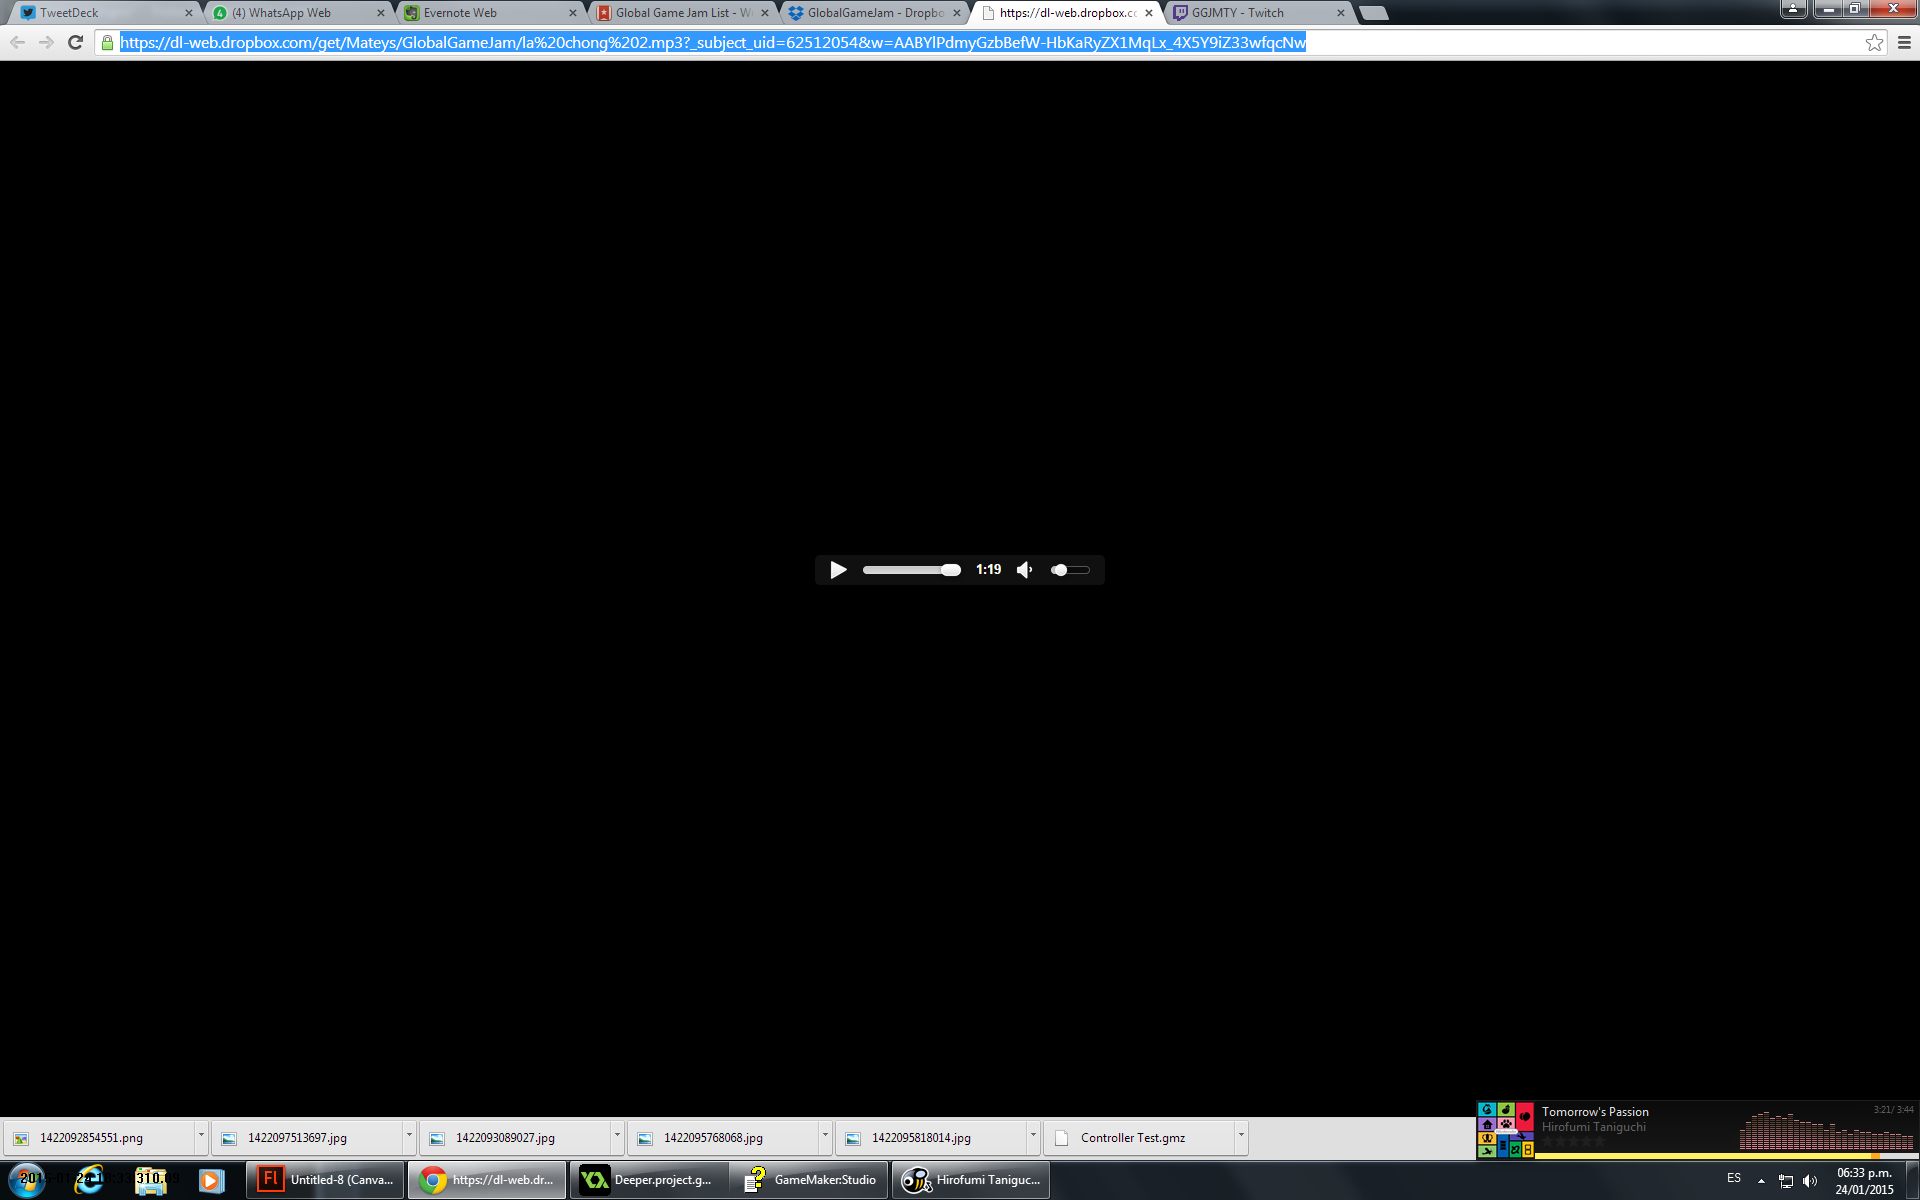 TweetDeck
(4) WhatsApp Web
Evernote Web
Global Game Jam List - W
GlobalGameJam - Dropbo
https://dl-web.dropbox.co
GGJMTY - Twitch
https://dl-web.dropbox.com/get/Mateys/GlobalGameJam/la%20chong%202.mp3?_subject_uid=62512054&w=AABYlPdmyGzbBefW-HbKaRyZX1MqLx_4X5Y9iZ33wfqcNw
1:19
1422092854551.png
1422097513697.jpg
1422093089027.jpg
1422095768068.jpg
1422095818014.jpg
Controller Test.gmz
Tomorrow's Passion
3:21/ 3:44
Hirofumi Taniguchi
Fl
Untitled-8 (Canva...
https://dl-web.dr...
Deeper.project.g...
GameMaker:Studio
Hirofumi Taniguc...
ES
06:33 p.m.
24/01/2015